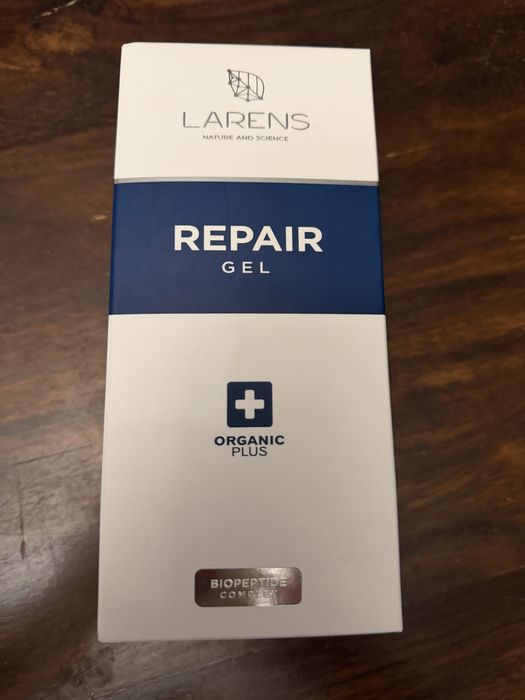 LARENS
NATURE AND SCIENCE
REPAIR
GEL
ORGANIC
PLUS
BIOPEPTIDE
COMPLEX